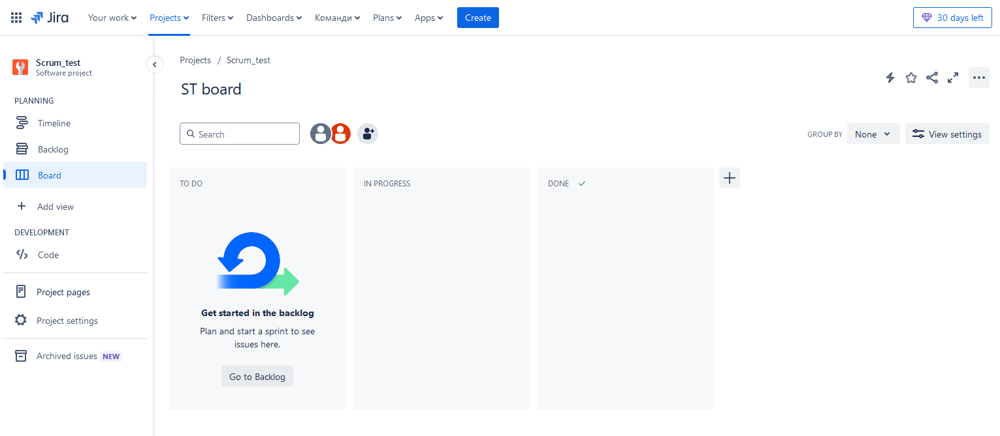 Jira Your work Projects Filters Dashboards Команди Plans Apps Create 30 days left
Scrum_test
Software project
PLANNING
Timeline
Backlog
Board
Add view
DEVELOPMENT
Code
Project pages
Project settings
Archived issues NEW
Projects / Scrum_test
ST board
Search
GROUP BY None View settings
TO DO
Get started in the backlog
Plan and start a sprint to see
issues here.
Go to Backlog
IN PROGRESS
DONE